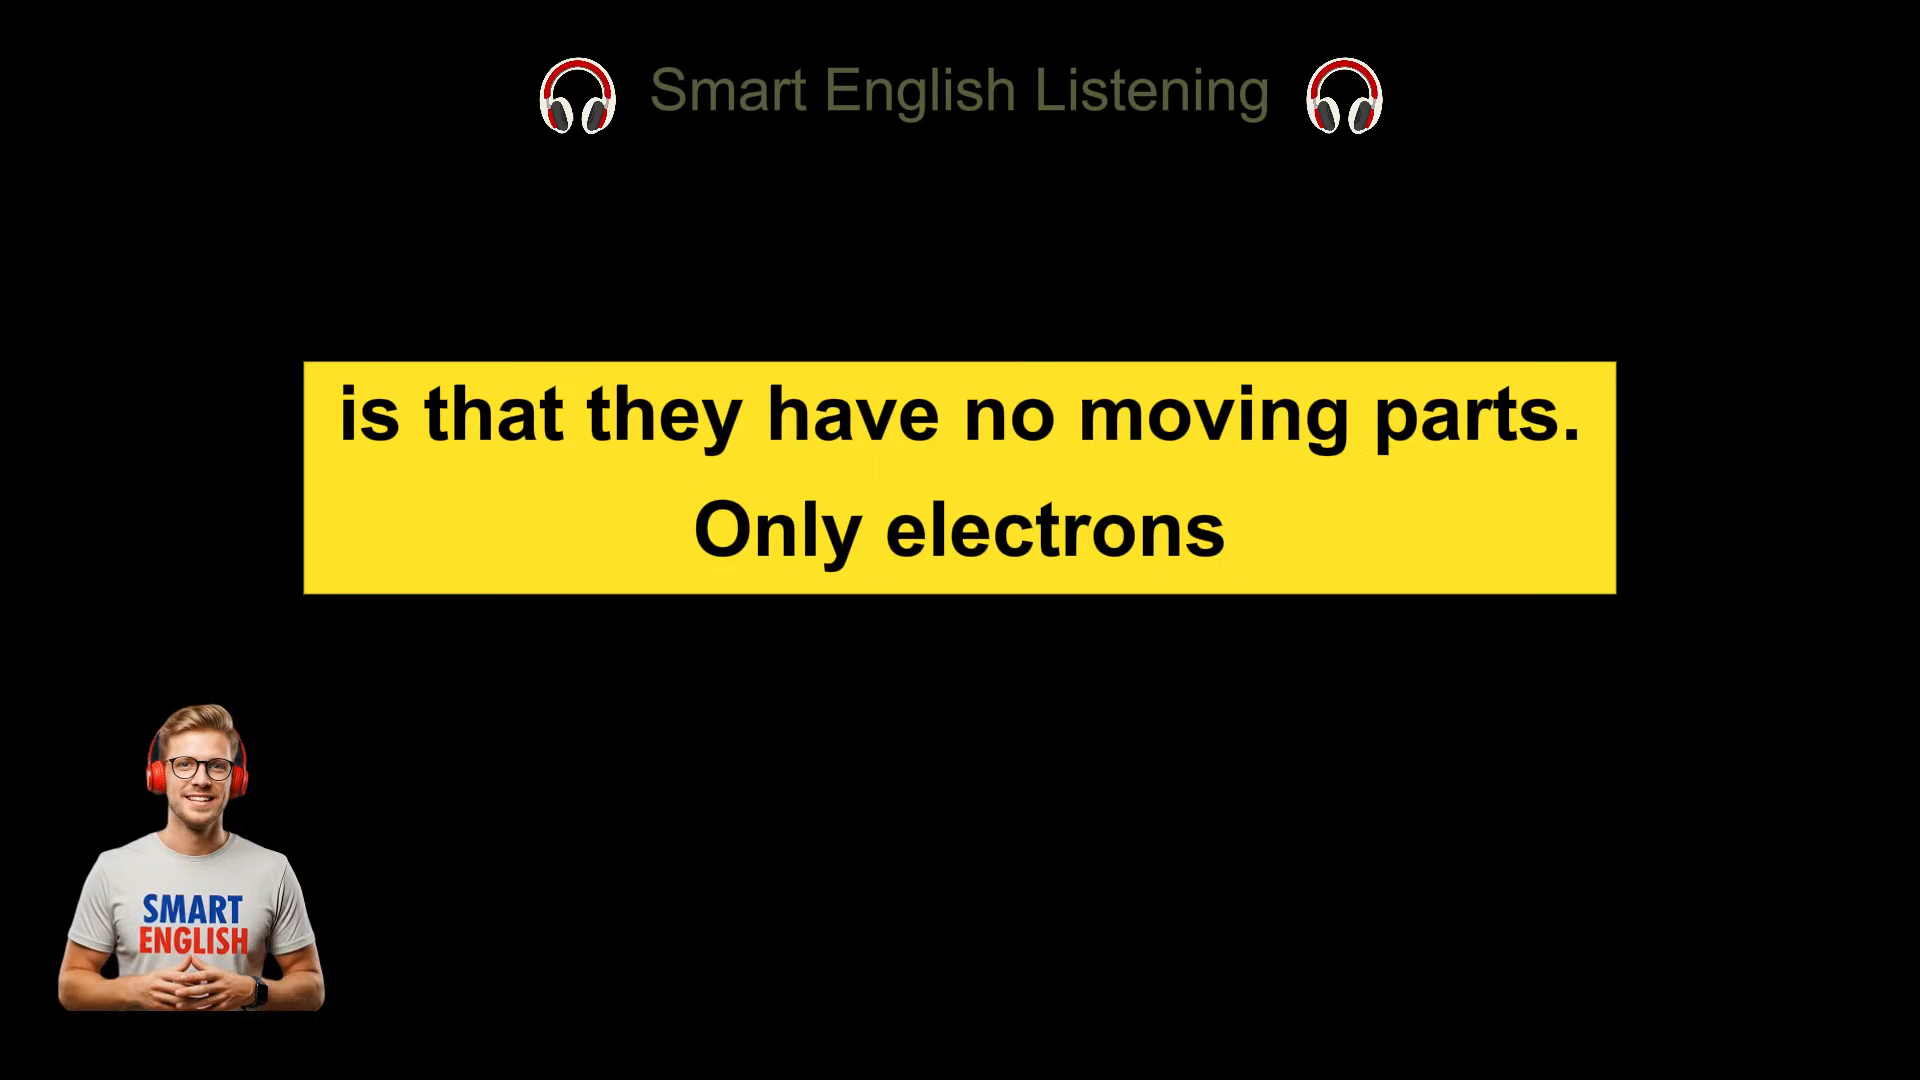 Smart English Listening
is that they have no moving parts.
Only electrons
SMART
ENGLISH